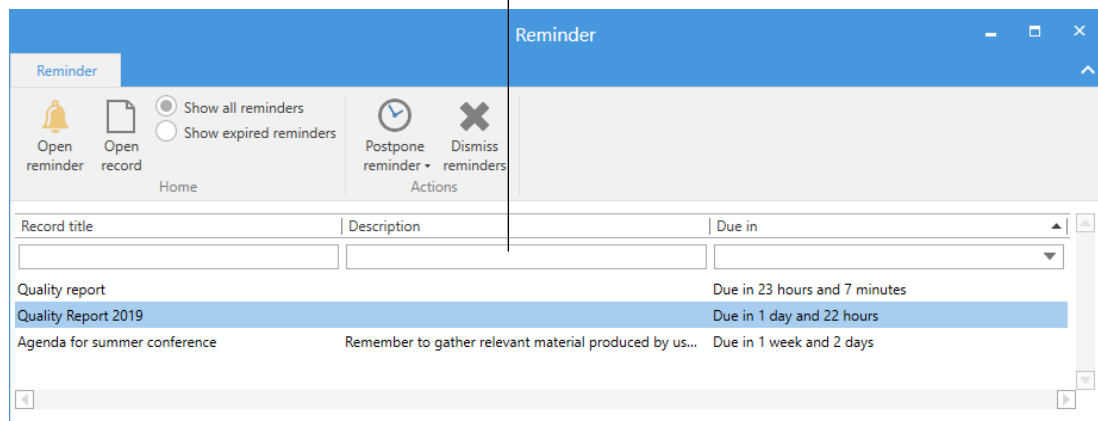 Reminder
Reminder
Open reminder
Open record
Show all reminders
Show expired reminders
Home
Postpone reminder
Dismiss reminders
Actions
Record title Description Due in
Quality report Due in 23 hours and 7 minutes
Quality Report 2019 Due in 1 day and 22 hours
Agenda for summer conference Remember to gather relevant material produced by us... Due in 1 week and 2 days